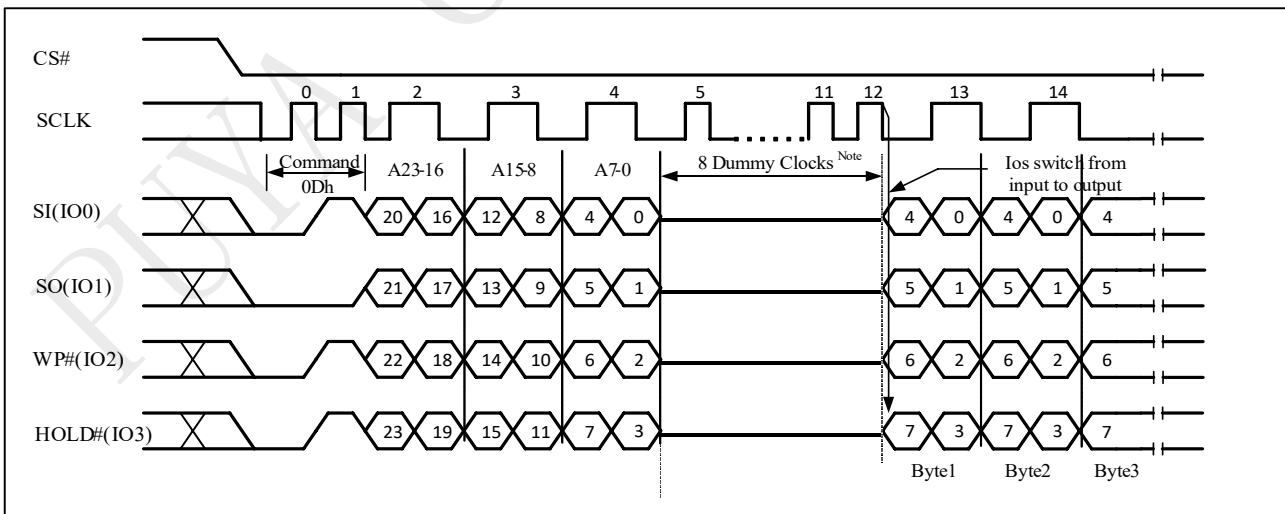 CS#
0 1 2 3 4 5 11 12 13 14
SCLK
Command
0Dh
A23-16 A15-8 A7-0
8 Dummy Clocks Note
Ios switch from
input to output
SI(IO0) 20 16 12 8 4 0 4 0 4 0 4
SO(IO1) 21 17 13 9 5 1 5 1 5 1 5
WP#(IO2) 22 18 14 10 6 2 6 2 6 2 6
HOLD#(IO3) 23 19 15 11 7 3 7 3 7 3 7
Byte1 Byte2 Byte3
PUYA